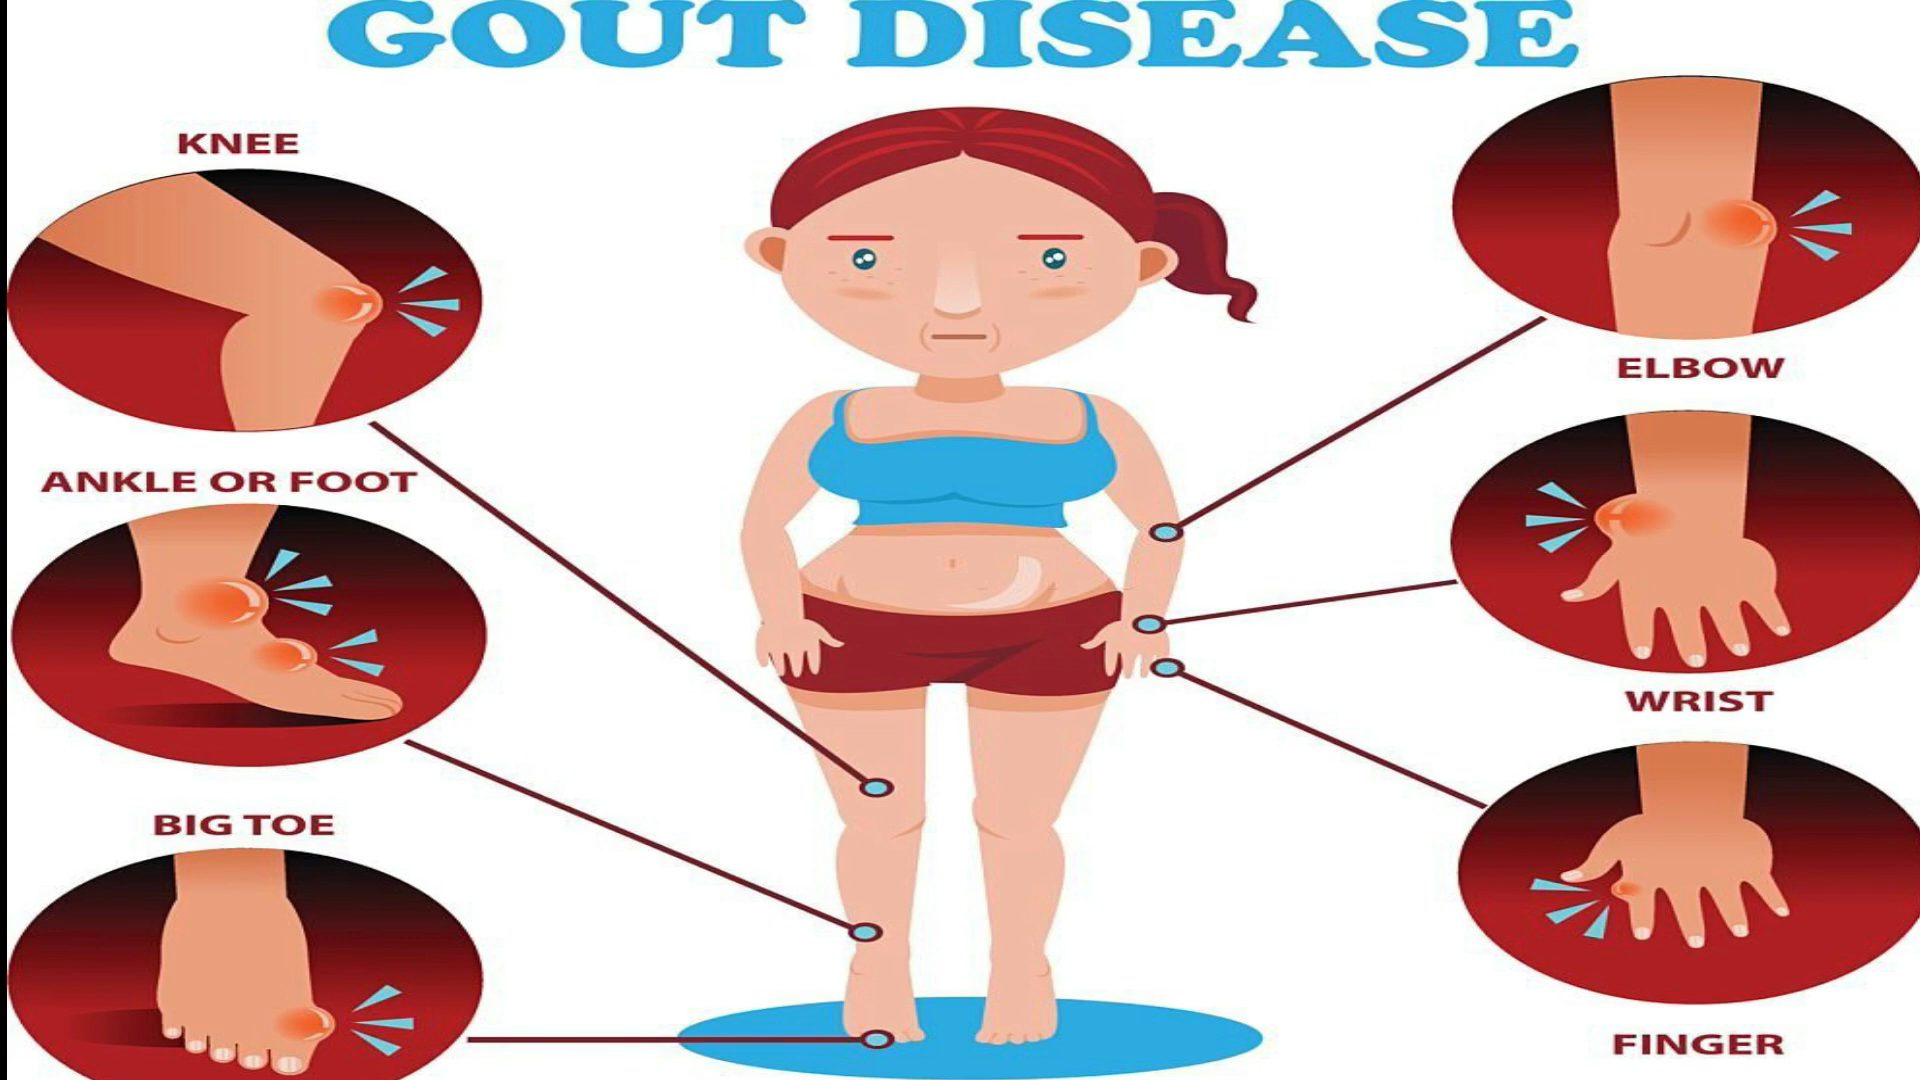 GOUT DISEASE
KNEE
ANKLE OR FOOT
BIG TOE
ELBOW
WRIST
FINGER